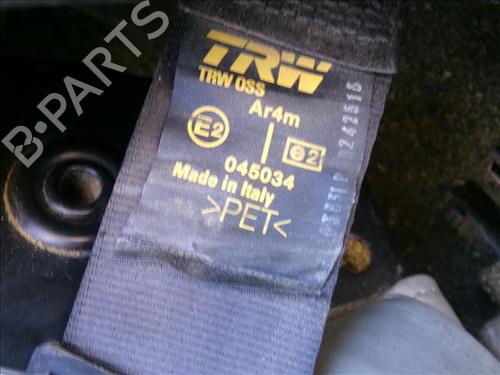 TRW
TRW OSS
Ar4m
E2
e2
045034
Made in Italy
>PET<
B-PARTS